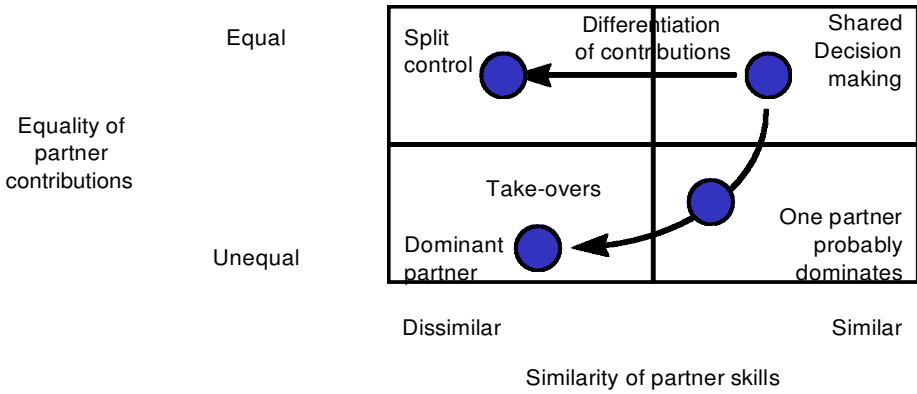 Equal
Split
control
Differentiation
of contributions
Shared
Decision
making
Equality of
partner
contributions
Take-overs
Unequal
Dominant
partner
One partner
probably
dominates
Dissimilar
Similar
Similarity of partner skills